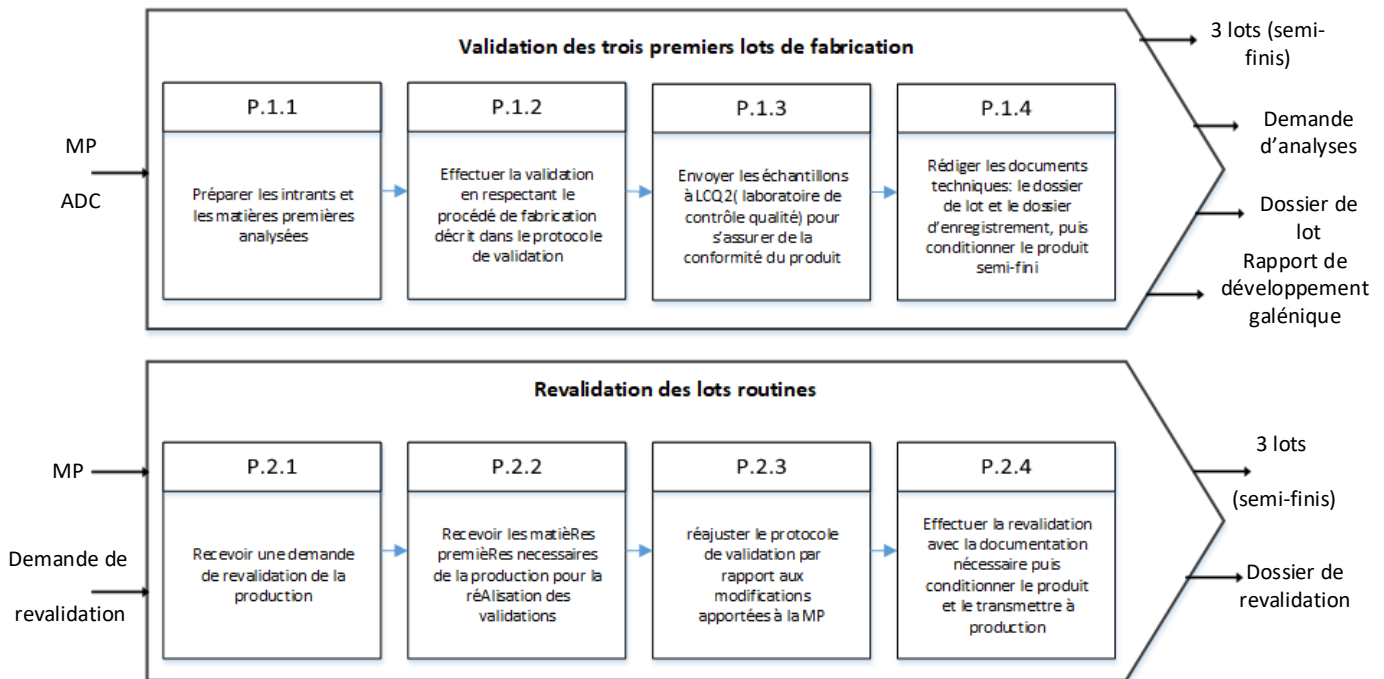 Validation des trois premiers lots de fabrication
MP
ADC
P.1.1
Préparer les intrants et
les matières premières
analysées
P.1.2
Effectuer la validation
en respectant le
procédé de fabrication
décrit dans le protocole
de validation
P.1.3
Envoyer les échantillons
à LCQ2( laboratoire de
contrôle qualité) pour
s'assurer de la
conformité du produit
P.1.4
Rédiger les documents
techniques: le dossier
de lot et le dossier
d'enregistrement, puis
conditionner le produit
semi-fini
3 lots (semi-
finis)
Demande
d'analyses
Dossier de
lot
Rapport de
développement
galénique
Revalidation des lots routines
MP
Demande de
revalidation
P.2.1
Recevoir une demande
de revalidation de la
production
P.2.2
Recevoir les matièRes
premièRes necessaires
de la production pour la
réAlisation des
validations
P.2.3
réajuster le protocole
de validation par
rapport aux
modifications
apportées à la MP
P.2.4
Effectuer la revalidation
avec la documentation
nécessaire puis
conditionner le produit
et le transmettre à
production
3 lots
(semi-finis)
Dossier de
revalidation